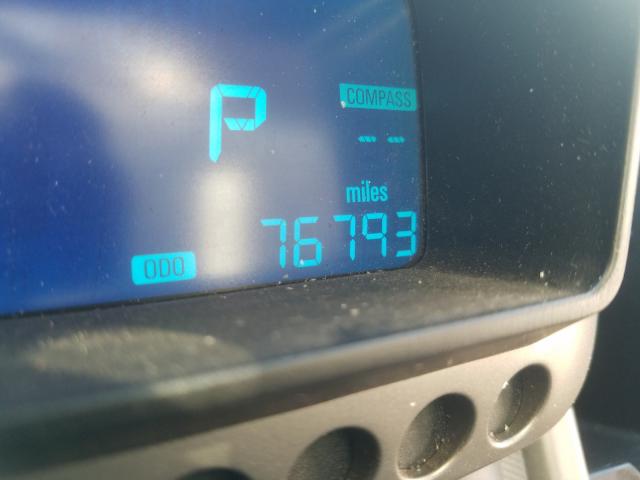 P
COMPASS
--
miles
76793
ODO